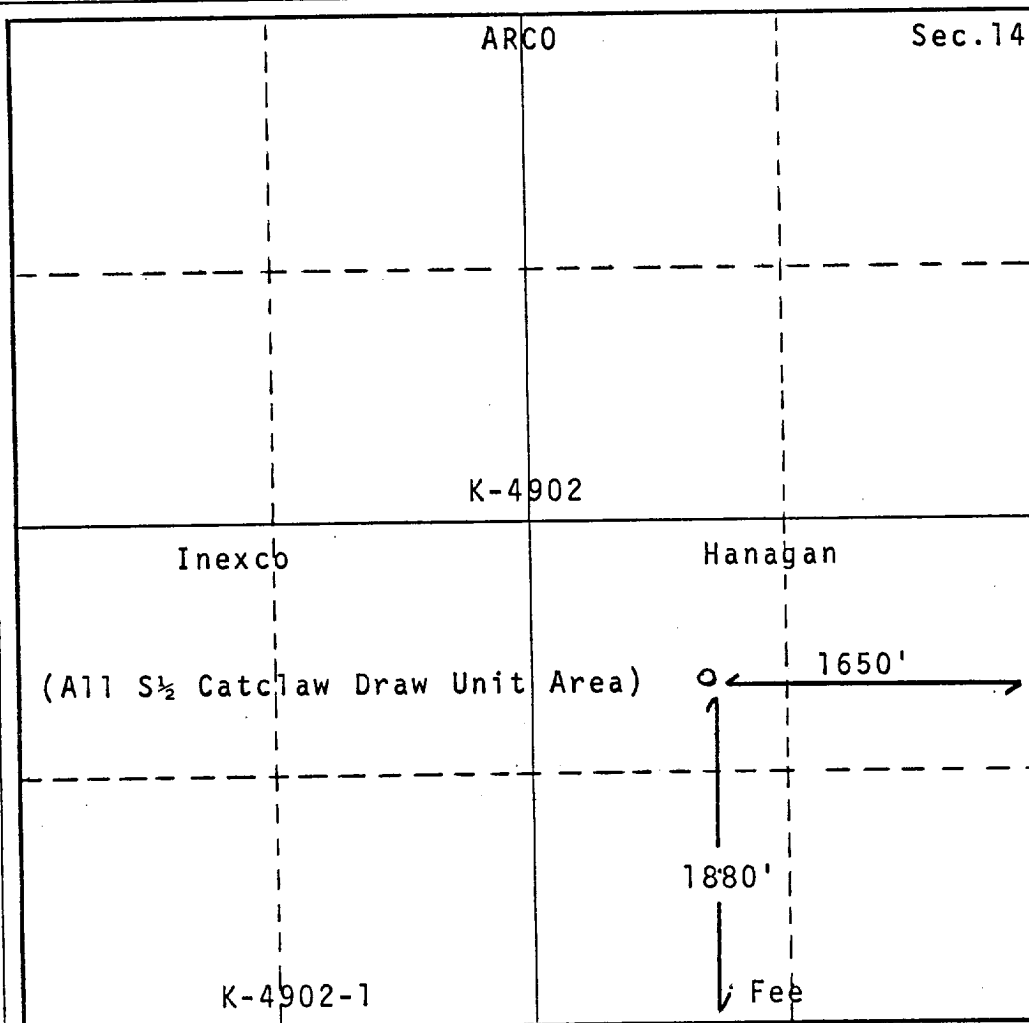 ARCO Sec.14
K-4902
Inexco Hanagan
(All S½ Catclaw Draw Unit Area) 1650'
1880'
K-4902-1 Fee